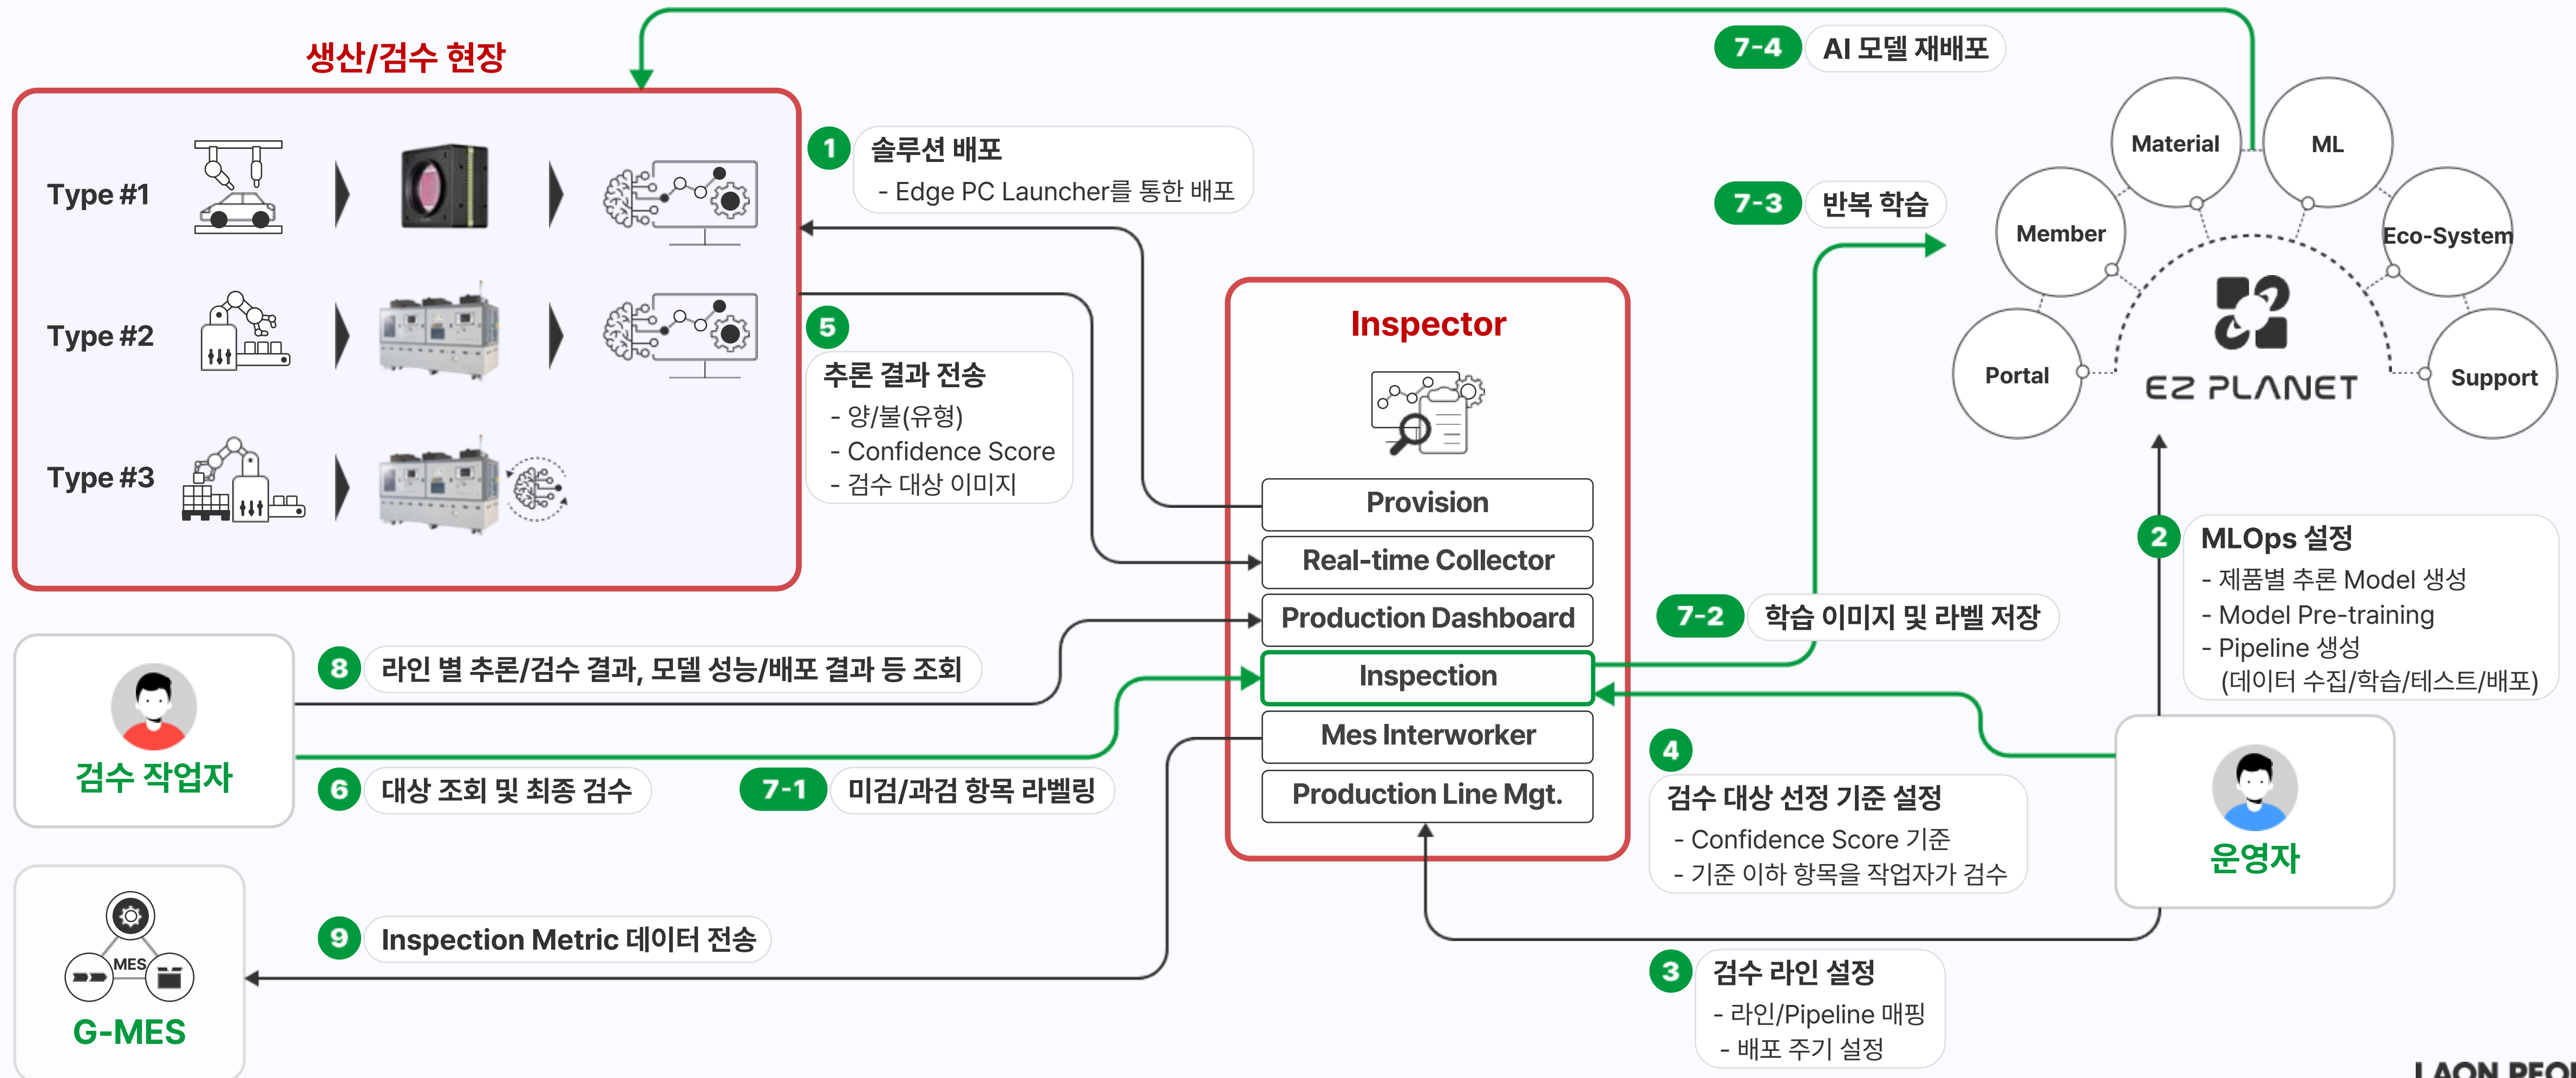 생산/검수 현장
Type #1
Type #2
Type #3
1
솔루션 배포
- Edge PC Launcher를 통한 배포
5
추론 결과 전송
- 양/불(유형)
- Confidence Score
- 검수 대상 이미지
7-4 AI 모델 재배포
7-3 반복 학습
Material
ML
Member
Eco-System
Portal
Support
EZ PLANET
Inspector
Provision
Real-time Collector
Production Dashboard
Inspection
Mes Interworker
Production Line Mgt.
7-2 학습 이미지 및 라벨 저장
2
MLOps 설정
- 제품별 추론 Model 생성
- Model Pre-training
- Pipeline 생성
(데이터 수집/학습/테스트/배포)
검수 작업자
8 라인 별 추론/검수 결과, 모델 성능/배포 결과 등 조회
6 대상 조회 및 최종 검수
7-1 미검/과검 항목 라벨링
4
검수 대상 선정 기준 설정
- Confidence Score 기준
- 기준 이하 항목을 작업자가 검수
운영자
MES
G-MES
9 Inspection Metric 데이터 전송
3
검수 라인 설정
- 라인/Pipeline 매핑
- 배포 주기 설정
LAON